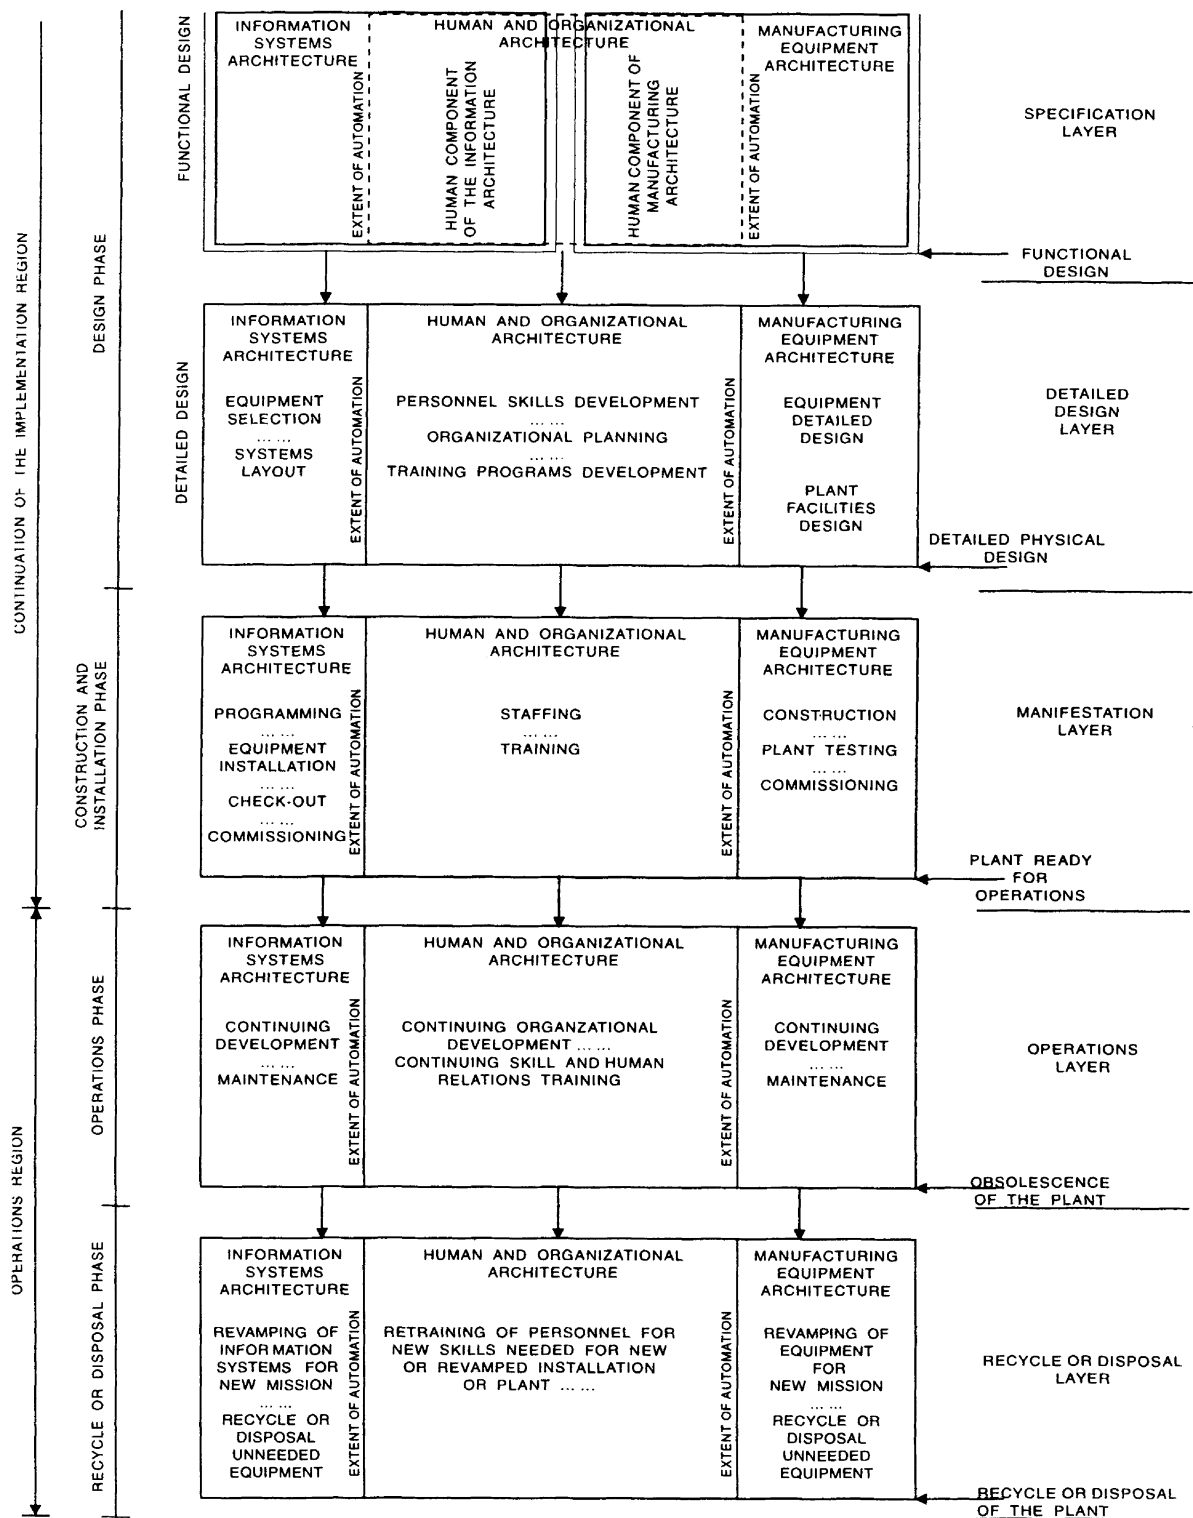 CONTINUATION OF THE IMPLEMENTATION REGION
OPERATIONS REGION
DESIGN PHASE
CONSTRUCTION AND
INSTALLATION PHASE
OPERATIONS PHASE
RECYCLE OR DISPOSAL PHASE
FUNCTIONAL DESIGN
INFORMATION
SYSTEMS
ARCHITECTURE
EXTENT OF AUTOMATION
HUMAN AND ORGANIZATIONAL
ARCHITECTURE
HUMAN COMPONENT
OF THE INFORMATION
ARCHITECTURE
HUMAN COMPONENT OF
MANUFACTURING
ARCHITECTURE
EXTENT OF AUTOMATION
MANUFACTURING
EQUIPMENT
ARCHITECTURE
SPECIFICATION
LAYER
FUNCTIONAL
DESIGN
DETAILED DESIGN
INFORMATION
SYSTEMS
ARCHITECTURE
EQUIPMENT
SELECTION
... ...
SYSTEMS
LAYOUT
EXTENT OF AUTOMATION
HUMAN AND ORGANIZATIONAL
ARCHITECTURE
PERSONNEL SKILLS DEVELOPMENT
... ...
ORGANIZATIONAL PLANNING
... ...
TRAINING PROGRAMS DEVELOPMENT
EXTENT OF AUTOMATION
MANUFACTURING
EQUIPMENT
ARCHITECTURE
EQUIPMENT
DETAILED
DESIGN
PLANT
FACILITIES
DESIGN
DETAILED
DESIGN
LAYER
DETAILED PHYSICAL
DESIGN
INFORMATION
SYSTEMS
ARCHITECTURE
PROGRAMMING
... ...
EQUIPMENT
INSTALLATION
... ...
CHECK-OUT
... ...
COMMISSIONING
EXTENT OF AUTOMATION
HUMAN AND ORGANIZATIONAL
ARCHITECTURE
STAFFING
... ...
TRAINING
EXTENT OF AUTOMATION
MANUFACTURING
EQUIPMENT
ARCHITECTURE
CONSTRUCTION
... ...
PLANT TESTING
... ...
COMMISSIONING
MANIFESTATION
LAYER
PLANT READY
FOR
OPERATIONS
INFORMATION
SYSTEMS
ARCHITECTURE
CONTINUING
DEVELOPMENT
... ...
MAINTENANCE
EXTENT OF AUTOMATION
HUMAN AND ORGANIZATIONAL
ARCHITECTURE
CONTINUING ORGANZATIONAL
DEVELOPMENT ... ...
CONTINUING SKILL AND HUMAN
RELATIONS TRAINING
EXTENT OF AUTOMATION
MANUFACTURING
EQUIPMENT
ARCHITECTURE
CONTINUING
DEVELOPMENT
... ...
MAINTENANCE
OPERATIONS
LAYER
OBSOLESCENCE
OF THE PLANT
INFORMATION
SYSTEMS
ARCHITECTURE
REVAMPING OF
INFORMATION
SYSTEMS FOR
NEW MISSION
... ...
RECYCLE OR
DISPOSAL
UNNEEDED
EQUIPMENT
EXTENT OF AUTOMATION
HUMAN AND ORGANIZATIONAL
ARCHITECTURE
RETRAINING OF PERSONNEL FOR
NEW SKILLS NEEDED FOR NEW
OR REVAMPED INSTALLATION
OR PLANT ... ...
EXTENT OF AUTOMATION
MANUFACTURING
EQUIPMENT
ARCHITECTURE
REVAMPING OF
EQUIPMENT
FOR
NEW MISSION
... ...
RECYCLE OR
DISPOSAL
UNNEEDED
EQUIPMENT
RECYCLE OR DISPOSAL
LAYER
RECYCLE OR DISPOSAL
OF THE PLANT